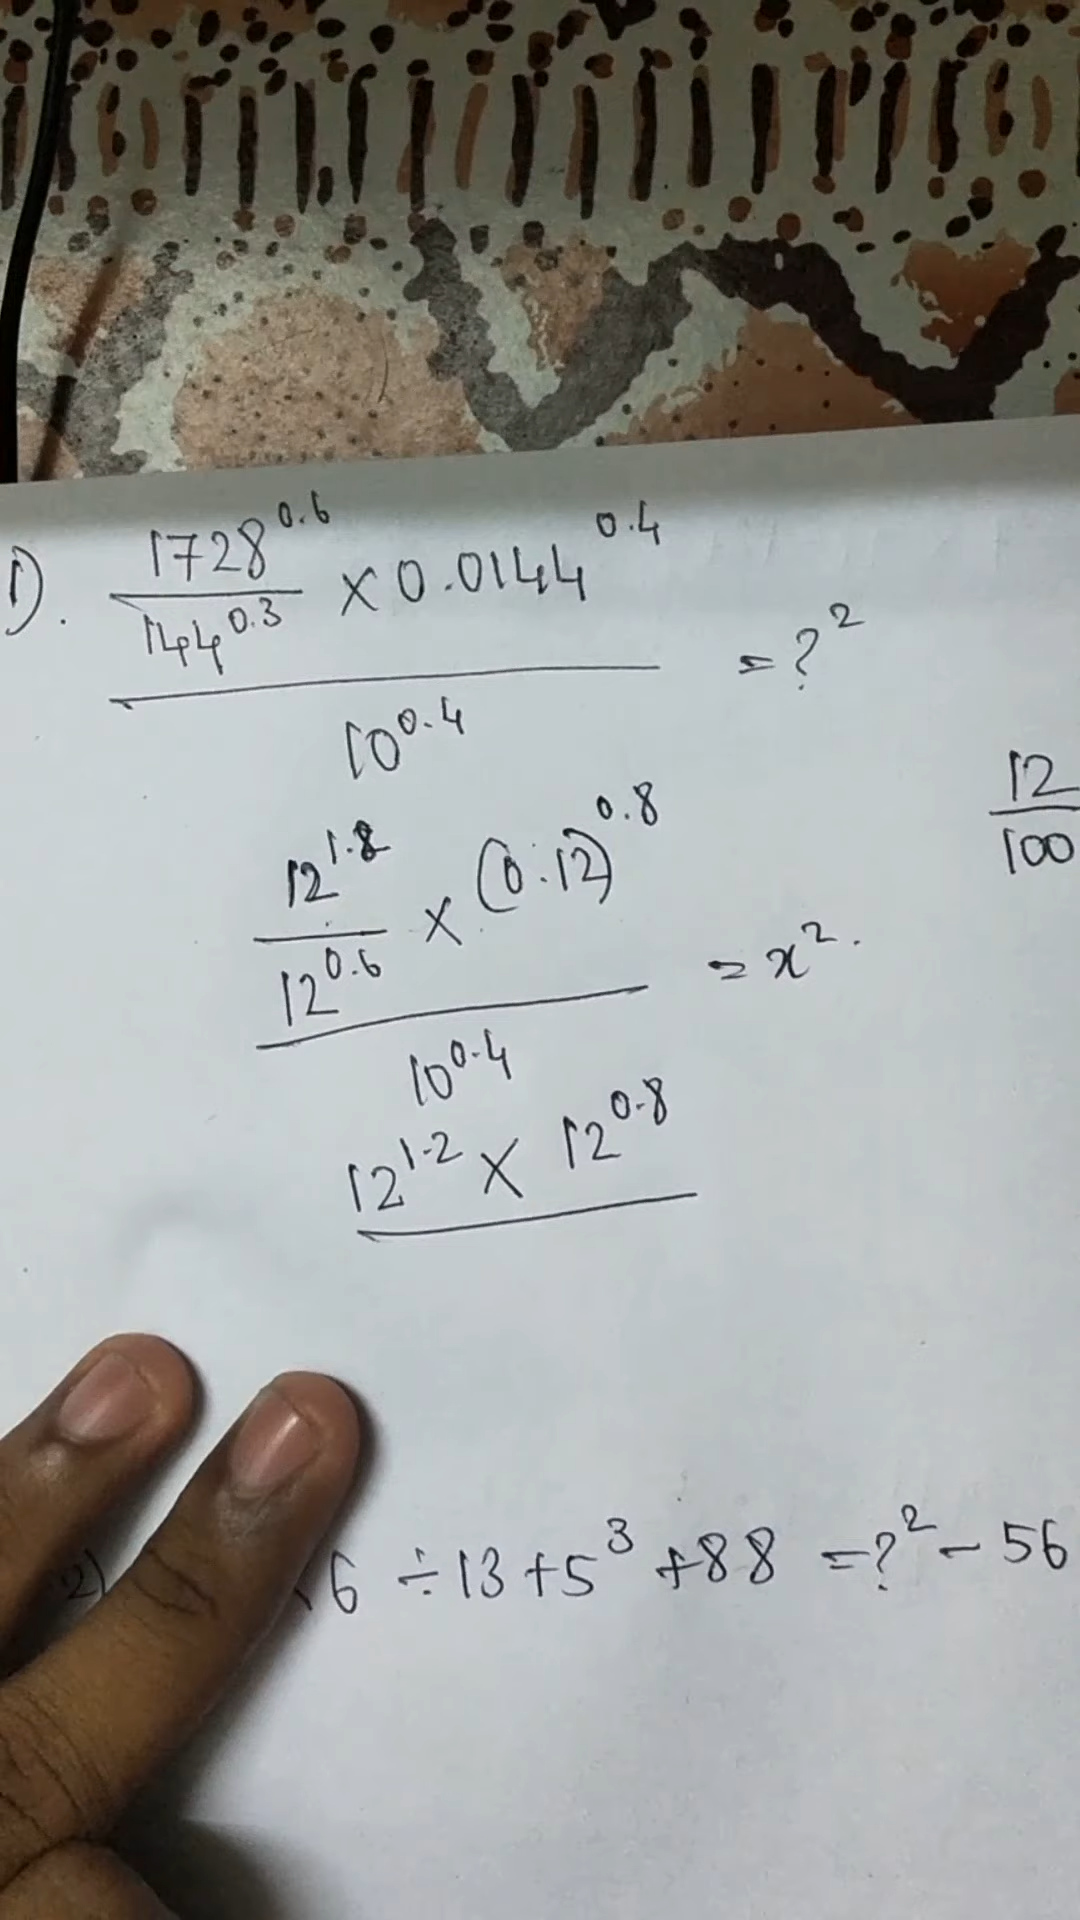 1). 1728^0.6 × 0.0144^0.4
144^0.3 = ?^2
10^0.4
12
100
12^1.8 × (0.12)^0.8
12^0.6 = x^2.
10^0.4
12^1.2 × 12^0.8
2) 6 ÷ 13 + 5^3 + 88 = ?^2 - 56